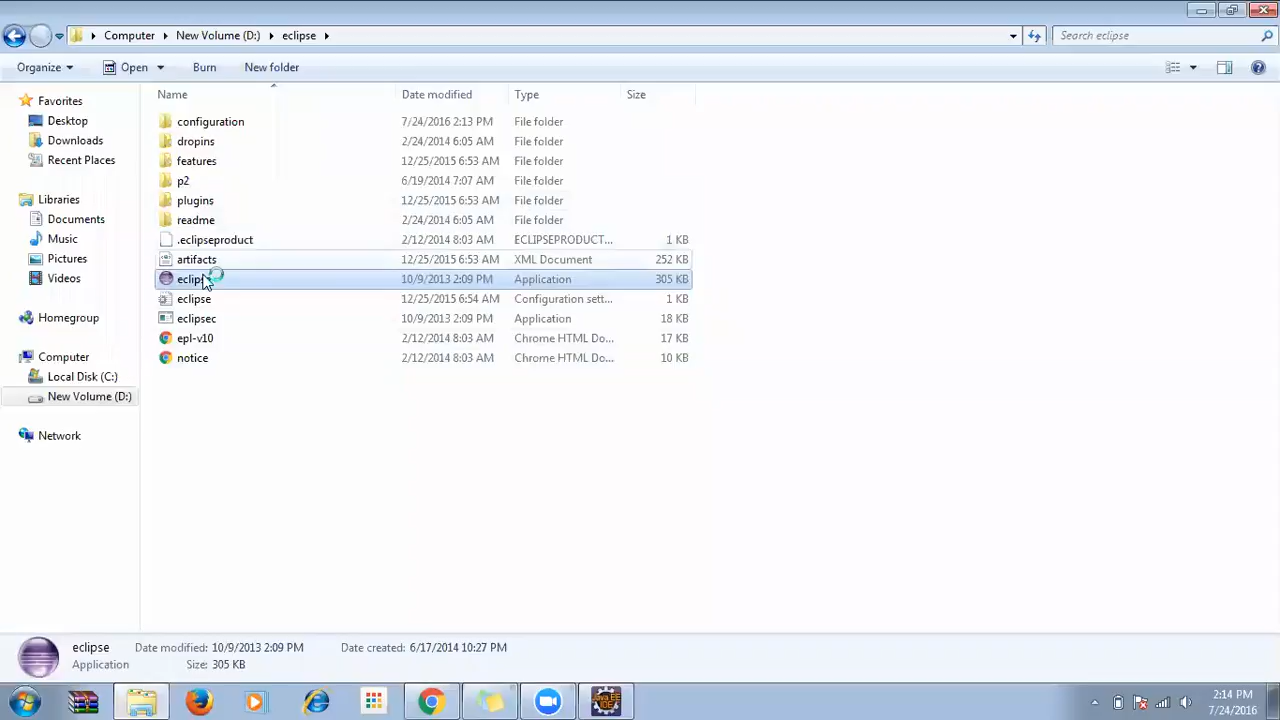 Computer New Volume (D:) eclipse Search eclipse
Organize Open Burn New folder
Name Date modified Type Size
Favorites
Desktop
Downloads
Recent Places
Libraries
Documents
Music
Pictures
Videos
Homegroup
Computer
Local Disk (C:)
New Volume (D:)
Network
configuration 7/24/2016 2:13 PM File folder
dropins 2/24/2014 6:05 AM File folder
features 12/25/2015 6:53 AM File folder
p2 6/19/2014 7:07 AM File folder
plugins 12/25/2015 6:53 AM File folder
readme 2/24/2014 6:05 AM File folder
.eclipseproduct 2/12/2014 8:03 AM ECLIPSEPRODUCT... 1 KB
artifacts 12/25/2015 6:53 AM XML Document 252 KB
eclipse 10/9/2013 2:09 PM Application 305 KB
eclipse 12/25/2015 6:54 AM Configuration sett... 1 KB
eclipsec 10/9/2013 2:09 PM Application 18 KB
epl-v10 2/12/2014 8:03 AM Chrome HTML Do... 17 KB
notice 2/12/2014 8:03 AM Chrome HTML Do... 10 KB
eclipse Date modified: 10/9/2013 2:09 PM Date created: 6/17/2014 10:27 PM
Application Size: 305 KB
Java EE
IDE
2:14 PM
7/24/2016